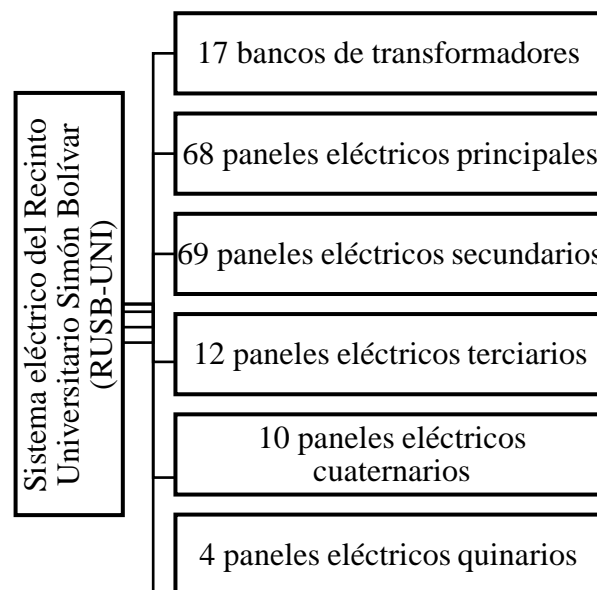 Sistema eléctrico del Recinto
Universitario Simón Bolívar
(RUSB-UNI)
17 bancos de transformadores
68 paneles eléctricos principales
69 paneles eléctricos secundarios
12 paneles eléctricos terciarios
10 paneles eléctricos
cuaternarios
4 paneles eléctricos quinarios